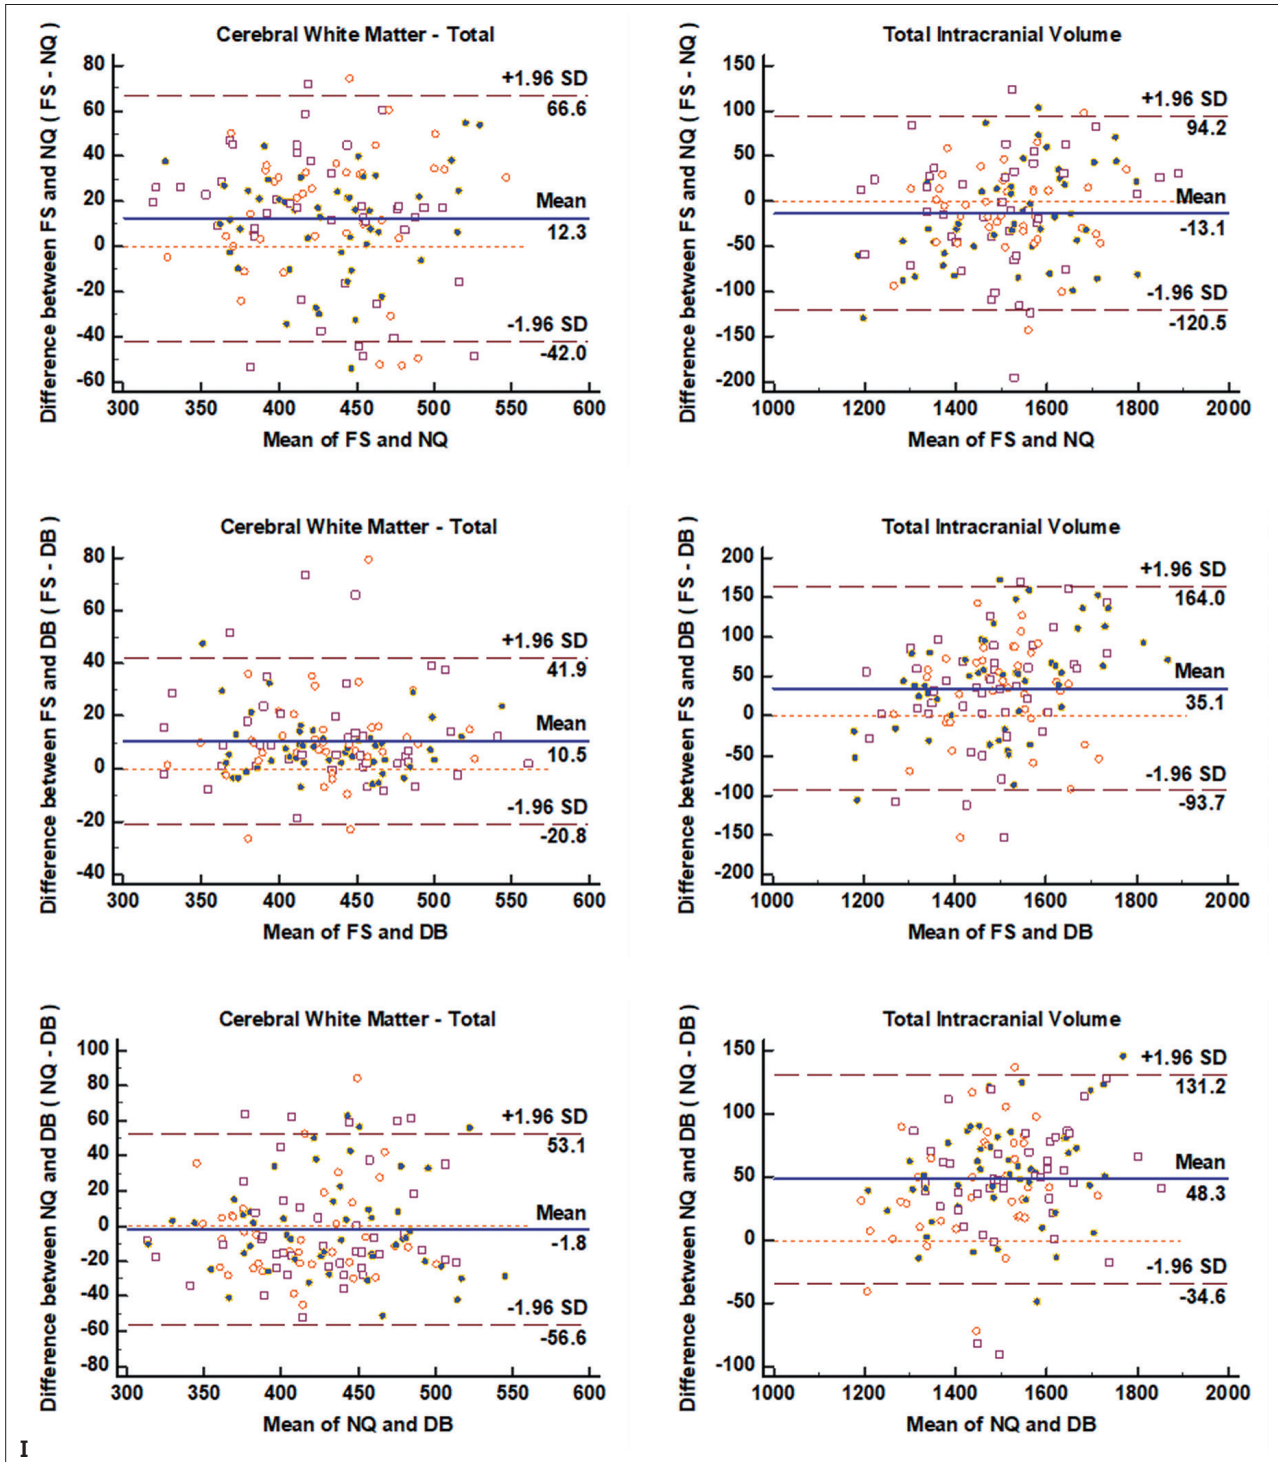 Cerebral White Matter - Total
Difference between FS and NQ ( FS - NQ )
80
60
40
20
0
-20
-40
-60
+1.96 SD
66.6
Mean
12.3
-1.96 SD
-42.0
300 350 400 450 500 550 600
Mean of FS and NQ
Total Intracranial Volume
Difference between FS and NQ ( FS - NQ )
150
100
50
0
-50
-100
-150
-200
+1.96 SD
94.2
Mean
-13.1
-1.96 SD
-120.5
1000 1200 1400 1600 1800 2000
Mean of FS and NQ
Cerebral White Matter - Total
Difference between FS and DB ( FS - DB )
80
60
40
20
0
-20
-40
+1.96 SD
41.9
Mean
10.5
-1.96 SD
-20.8
300 350 400 450 500 550 600
Mean of FS and DB
Total Intracranial Volume
Difference between FS and DB ( FS - DB )
200
150
100
50
0
-50
-100
-150
-200
+1.96 SD
164.0
Mean
35.1
-1.96 SD
-93.7
1000 1200 1400 1600 1800 2000
Mean of FS and DB
Cerebral White Matter - Total
Difference between NQ and DB ( NQ - DB )
100
80
60
40
20
0
-20
-40
-60
-80
+1.96 SD
53.1
Mean
-1.8
-1.96 SD
-56.6
300 350 400 450 500 550 600
Mean of NQ and DB
Total Intracranial Volume
Difference between NQ and DB ( NQ - DB )
150
100
50
0
-50
-100
+1.96 SD
131.2
Mean
48.3
-1.96 SD
-34.6
1000 1200 1400 1600 1800 2000
Mean of NQ and DB
I